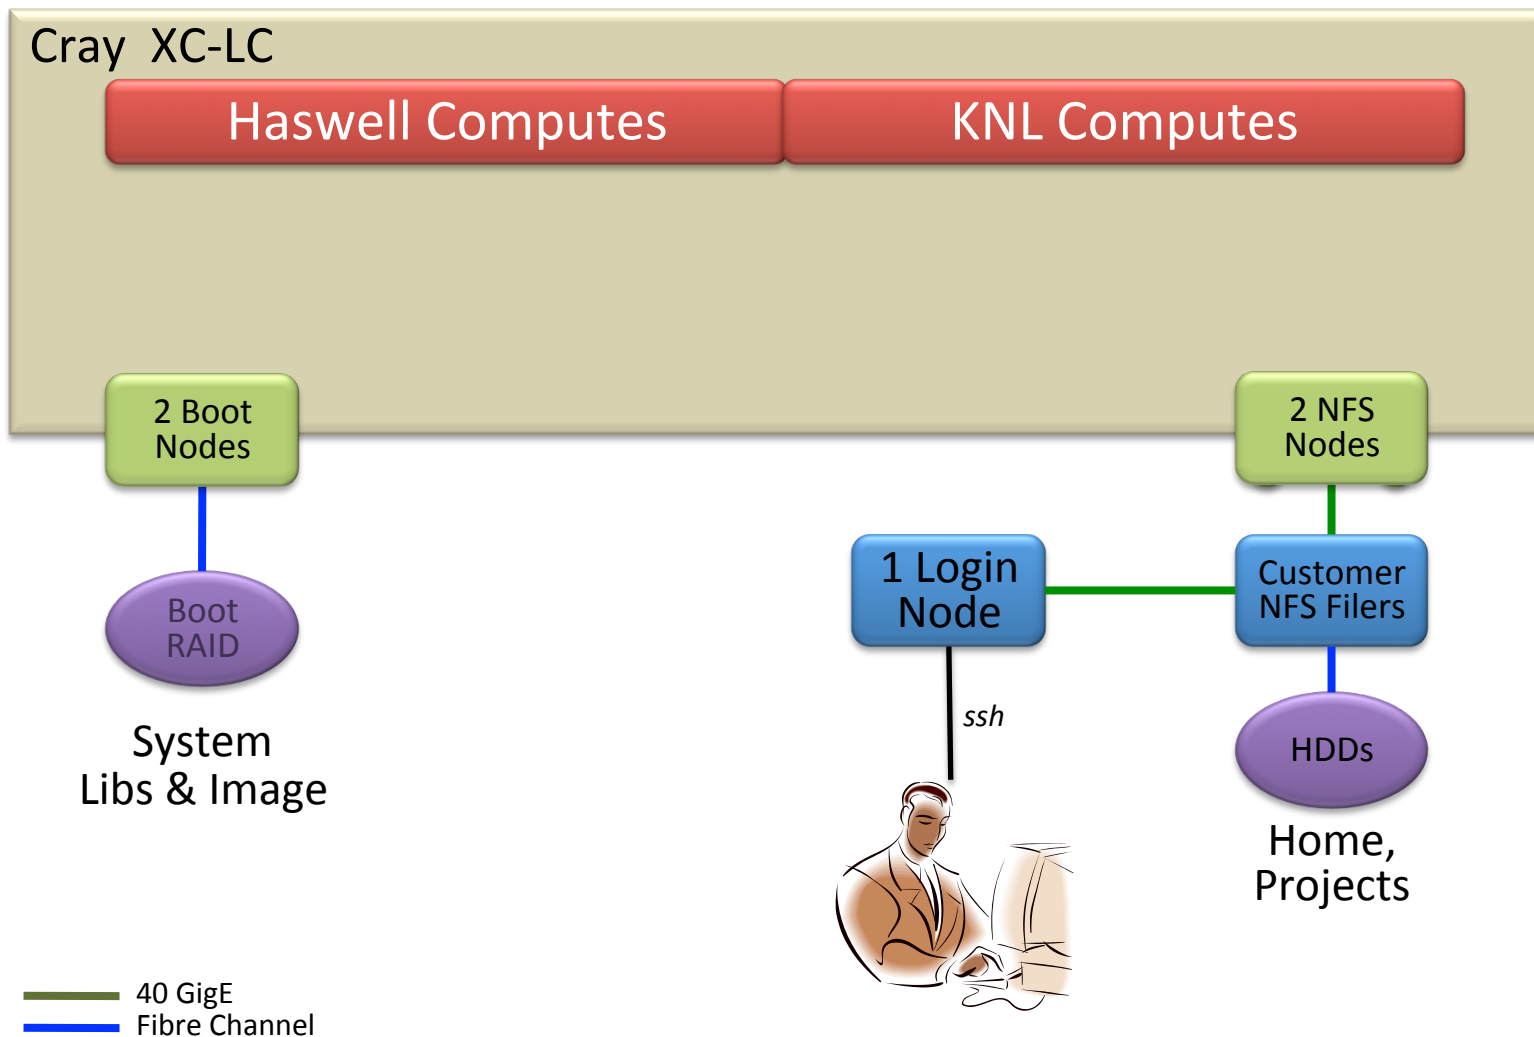 Cray XC-LC
Haswell Computes
KNL Computes
2 Boot
Nodes
2 NFS
Nodes
1 Login
Node
Customer
NFS Filers
Boot
RAID
ssh
HDDs
System
Libs & Image
Home,
Projects
40 GigE
Fibre Channel